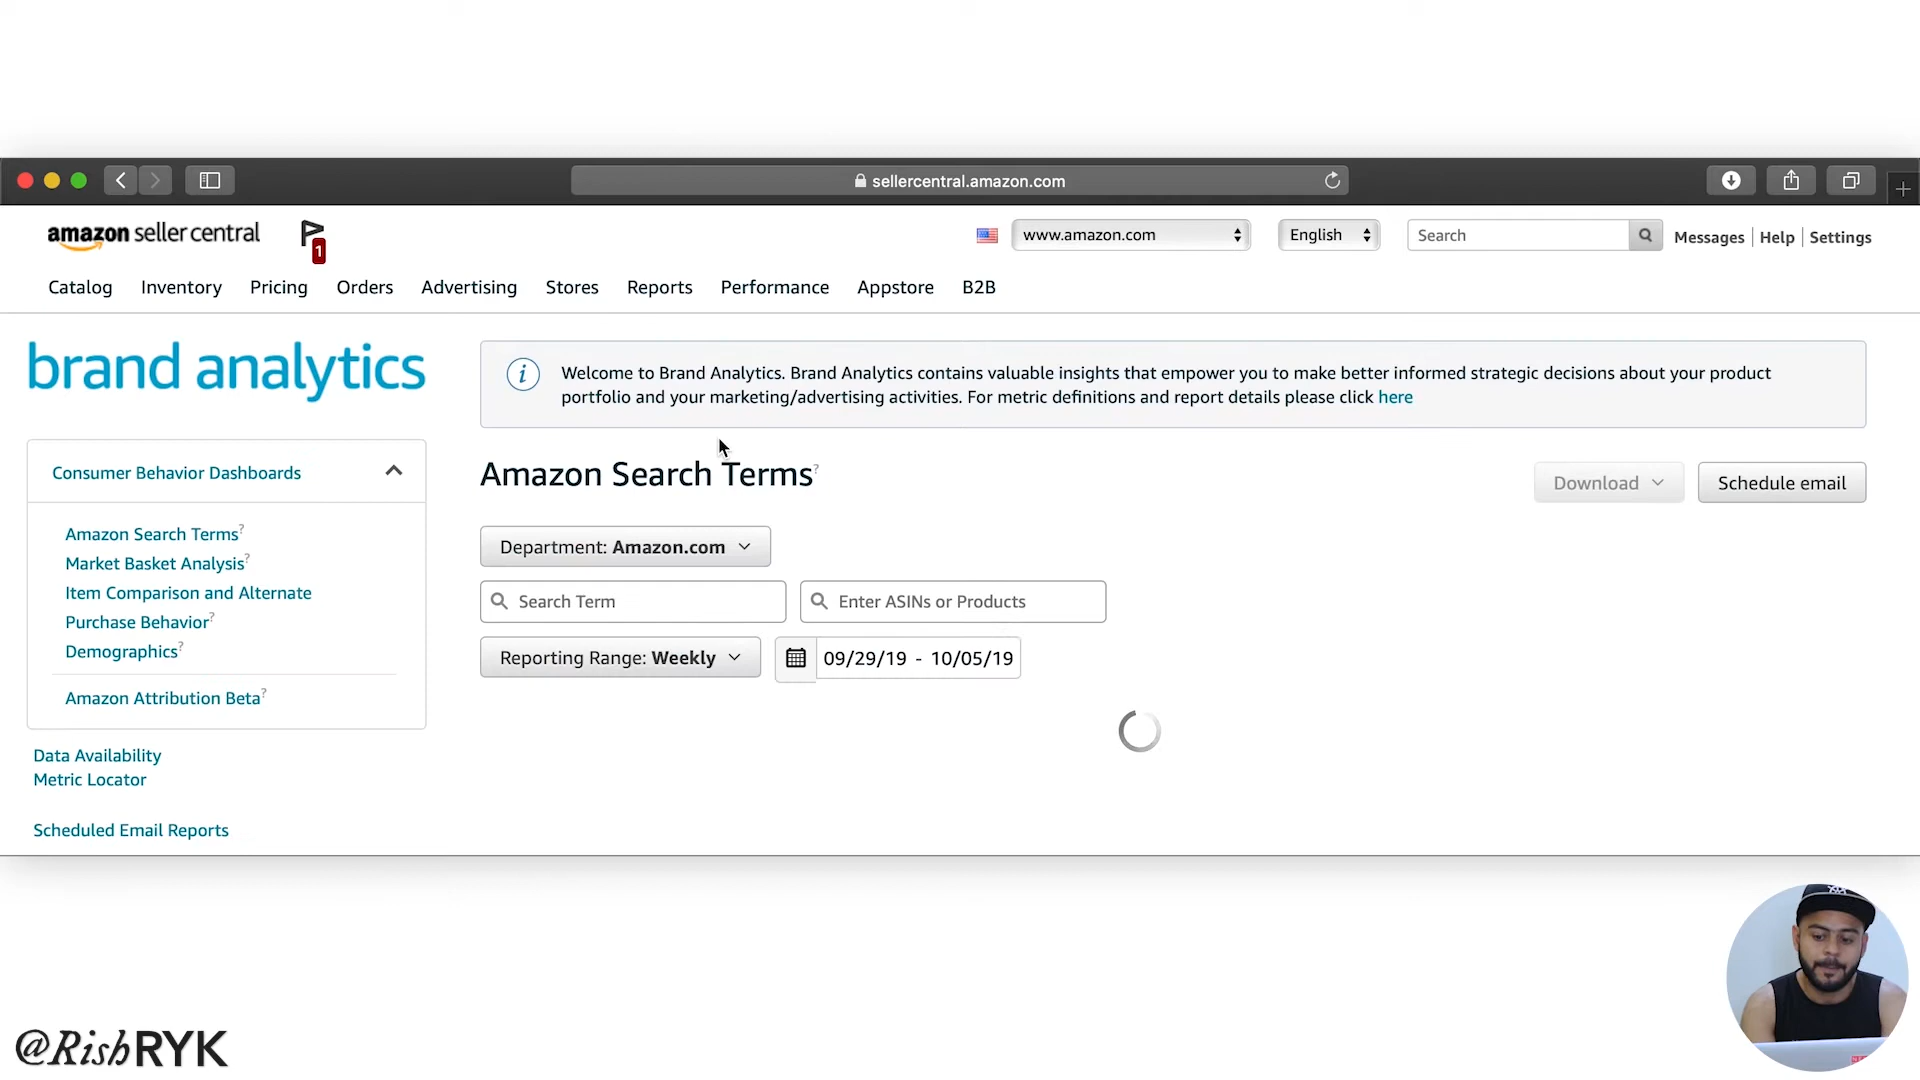 sellercentral.amazon.com
amazon seller central
1
www.amazon.com
English
Search
Messages | Help | Settings
Catalog Inventory Pricing Orders Advertising Stores Reports Performance Appstore B2B
brand analytics
Welcome to Brand Analytics. Brand Analytics contains valuable insights that empower you to make better informed strategic decisions about your product
portfolio and your marketing/advertising activities. For metric definitions and report details please click here
Consumer Behavior Dashboards
Amazon Search Terms?
Market Basket Analysis?
Item Comparison and Alternate
Purchase Behavior?
Demographics?
Amazon Attribution Beta?
Data Availability
Metric Locator
Scheduled Email Reports
Amazon Search Terms?
Download
Schedule email
Department: Amazon.com
Search Term
Enter ASINs or Products
Reporting Range: Weekly
09/29/19 - 10/05/19
@RishRYK